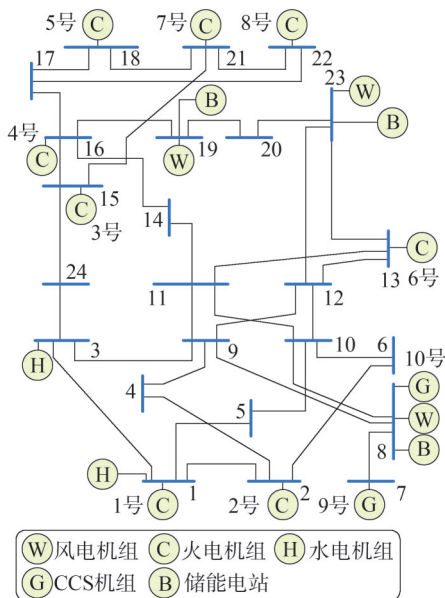 5号 C 7号 C 8号 C
17 18 21 22
23 W
B B
4号 C 16 19 W 20
15 C 3号
14
C 13 6号
24 11 12
3 9 10 6
H 10号
G
4 W
5 B
8
H 1号 C 1 2号 C 2 9号 G 7
W 风电机组 C 火电机组 H 水电机组
G CCS机组 B 储能电站